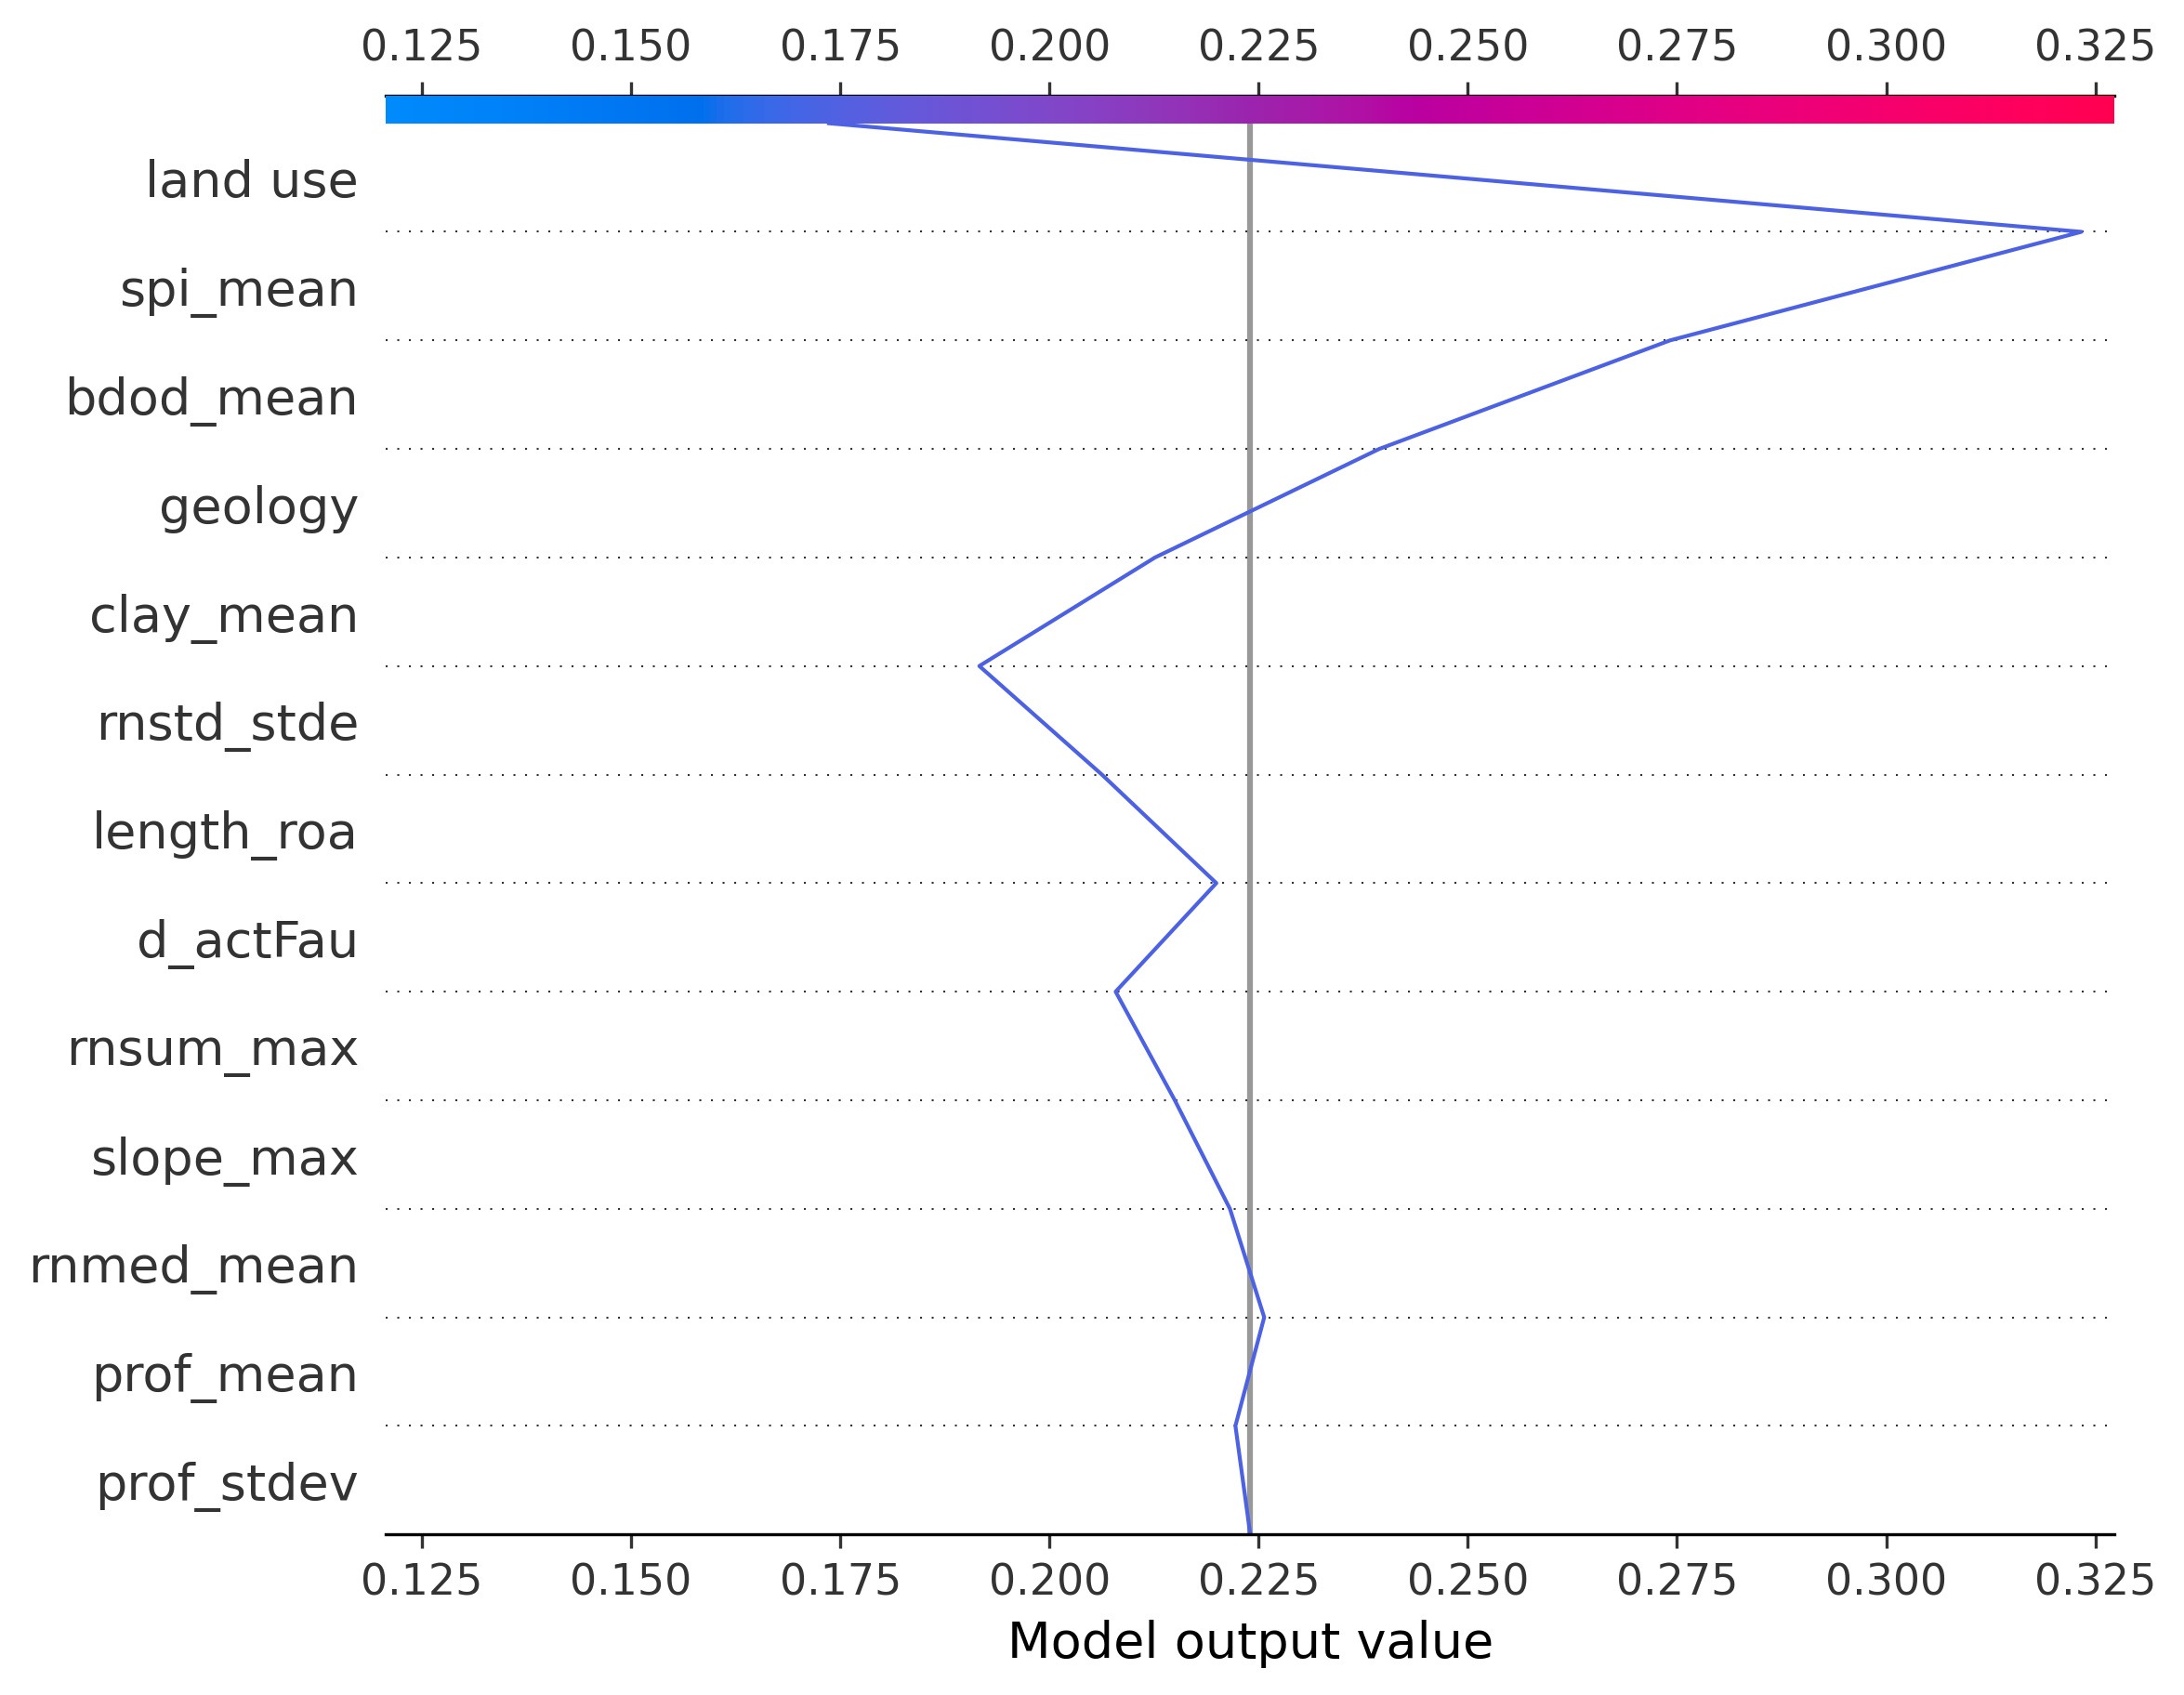 0.125 0.150 0.175 0.200 0.225 0.250 0.275 0.300 0.325
land use
spi_mean
bdod_mean
geology
clay_mean
rnstd_stde
length_roa
d_actFau
rnsum_max
slope_max
rnmed_mean
prof_mean
prof_stdev
0.125 0.150 0.175 0.200 0.225 0.250 0.275 0.300 0.325
Model output value